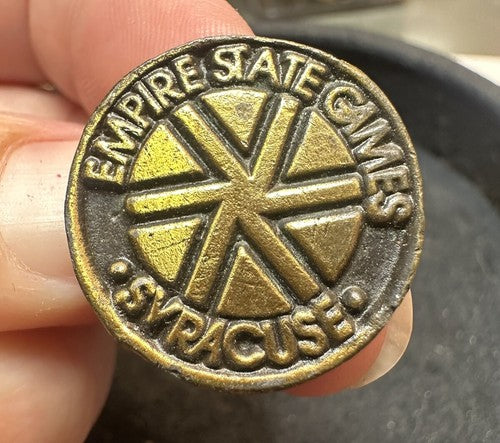 EMPIRE STATE GAMES
• SYRACUSE •